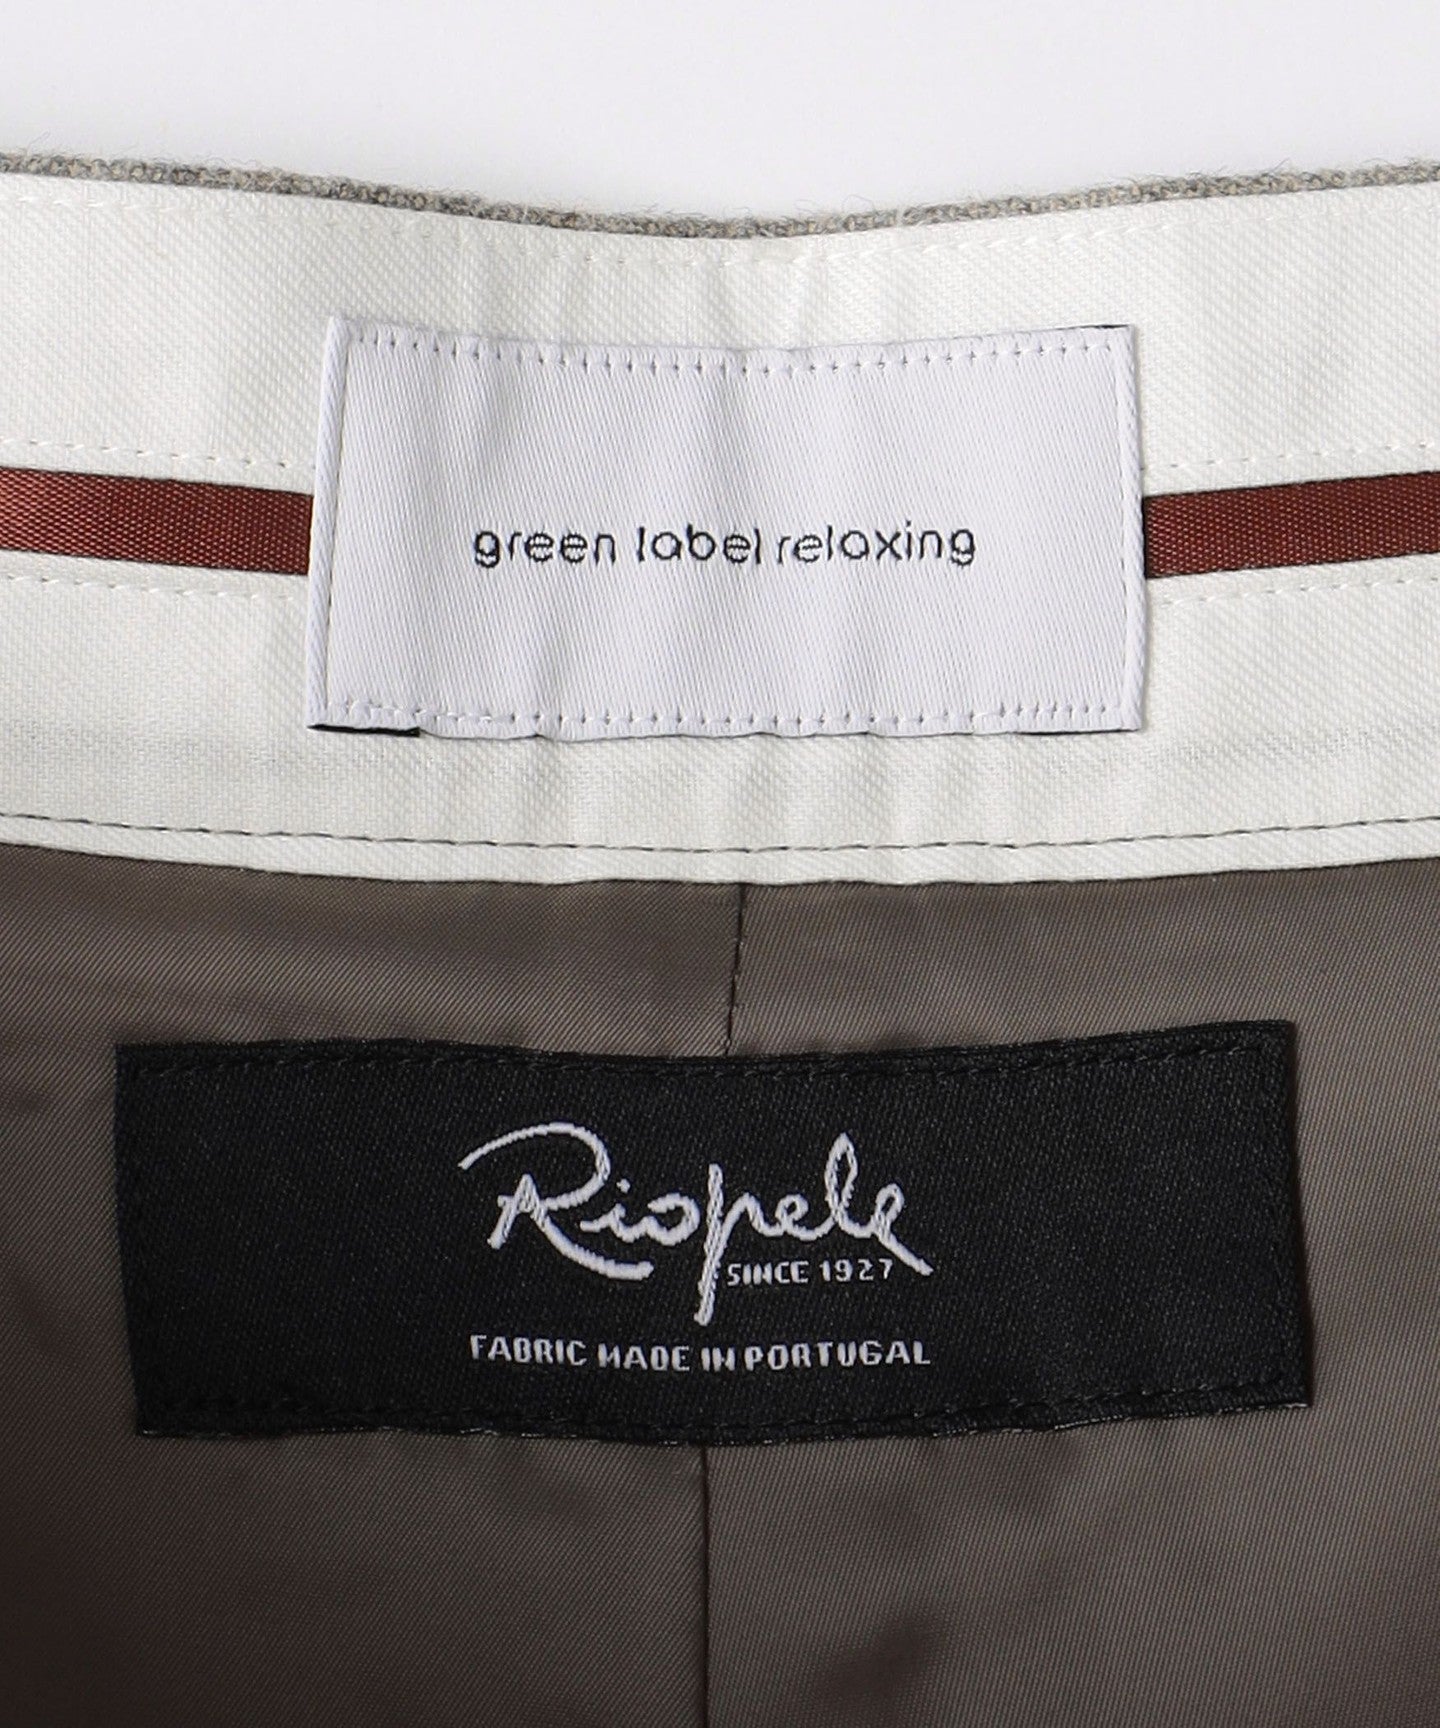 green label relaxing
Riopele
SINCE 1927
FABRIC MADE IN PORTUGAL